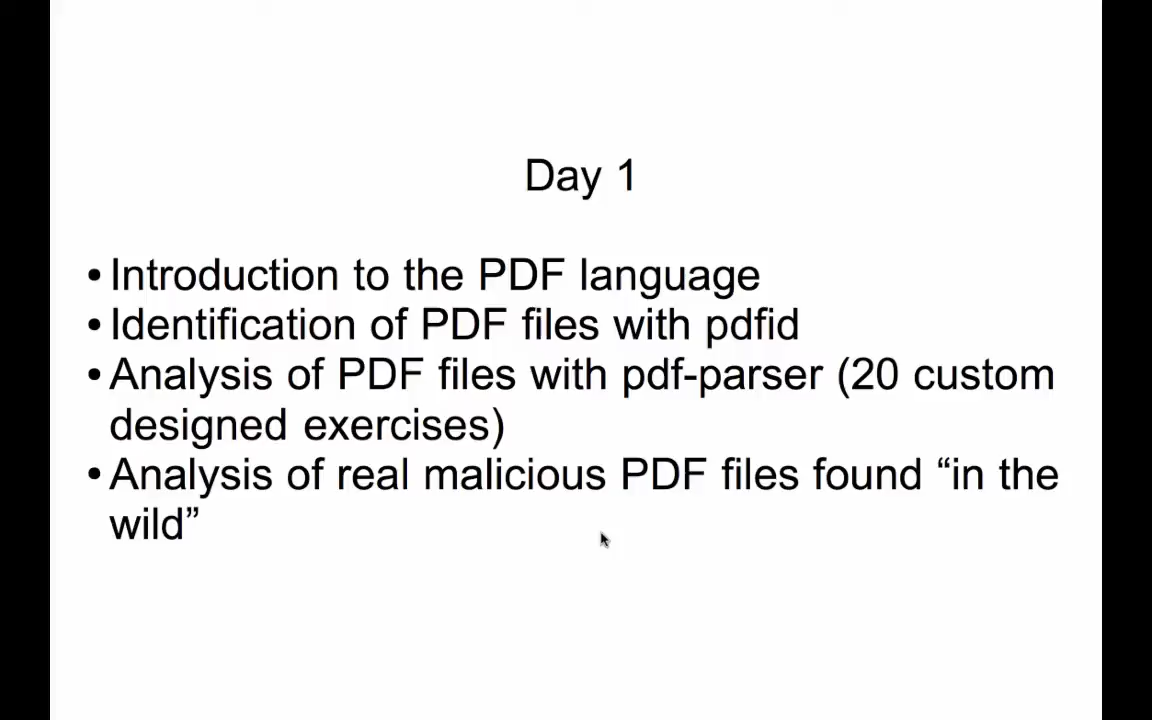 Day 1
•Introduction to the PDF language
•Identification of PDF files with pdfid
•Analysis of PDF files with pdf-parser (20 custom
designed exercises)
•Analysis of real malicious PDF files found “in the
wild”